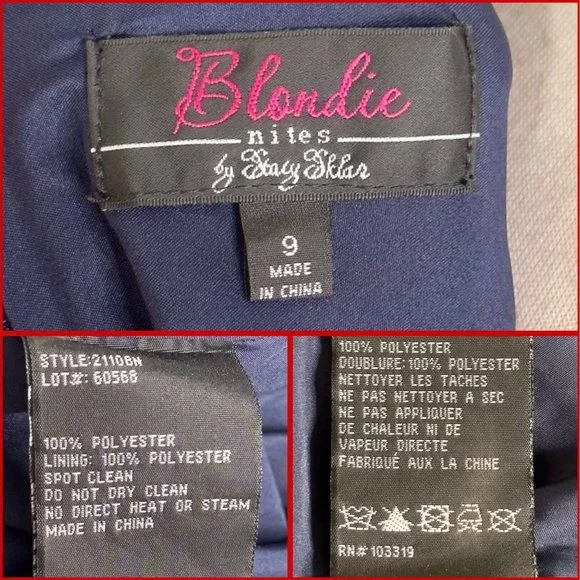 Blondie
nites
by Stacy Sklar
9
MADE
IN CHINA
STYLE:21106BN
LOT#: 60568
100% POLYESTER
LINING: 100% POLYESTER
SPOT CLEAN
DO NOT DRY CLEAN
NO DIRECT HEAT OR STEAM
MADE IN CHINA
100% POLYESTER
DOUBLURE: 100% POLYESTER
NETTOYER LES TACHES
NE PAS NETTOYER A SEC
NE PAS APPLIQUER
DE CHALEUR NI DE
VAPEUR DIRECTE
FABRIQUÉ AUX LA CHINE
RN# 103319